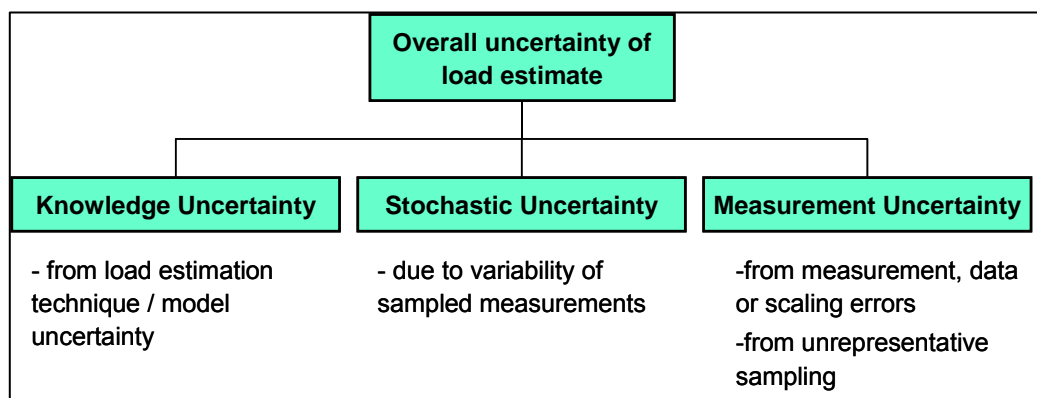 Overall uncertainty of
load estimate
Knowledge Uncertainty
- from load estimation
technique / model
uncertainty
Stochastic Uncertainty
- due to variability of
sampled measurements
Measurement Uncertainty
-from measurement, data
or scaling errors
-from unrepresentative
sampling